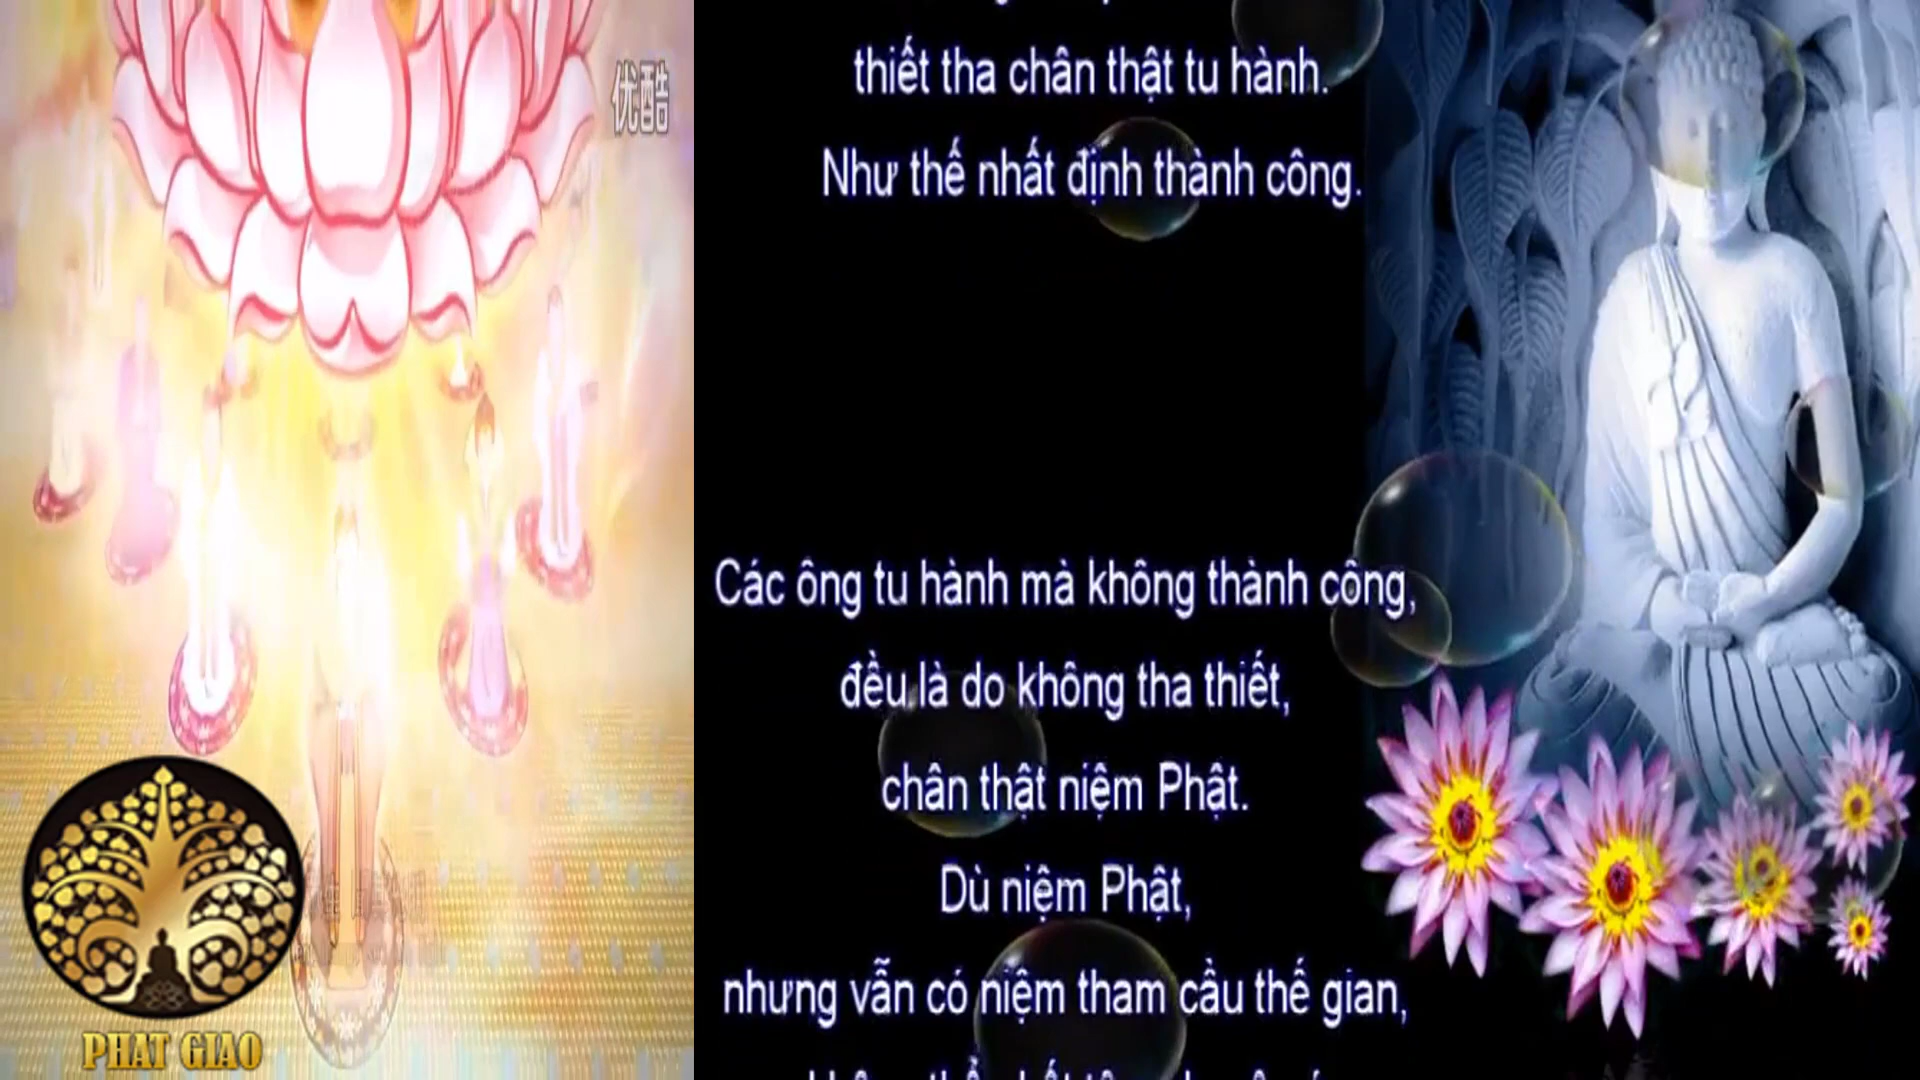 优酷
thiết tha chân thật tu hành.
Như thế nhất định thành công.
Các ông tu hành mà không thành công,
đều là do không tha thiết,
chân thật niệm Phật.
Dù niệm Phật,
nhưng vẫn có niệm tham cầu thế gian,
PHAT GIAO